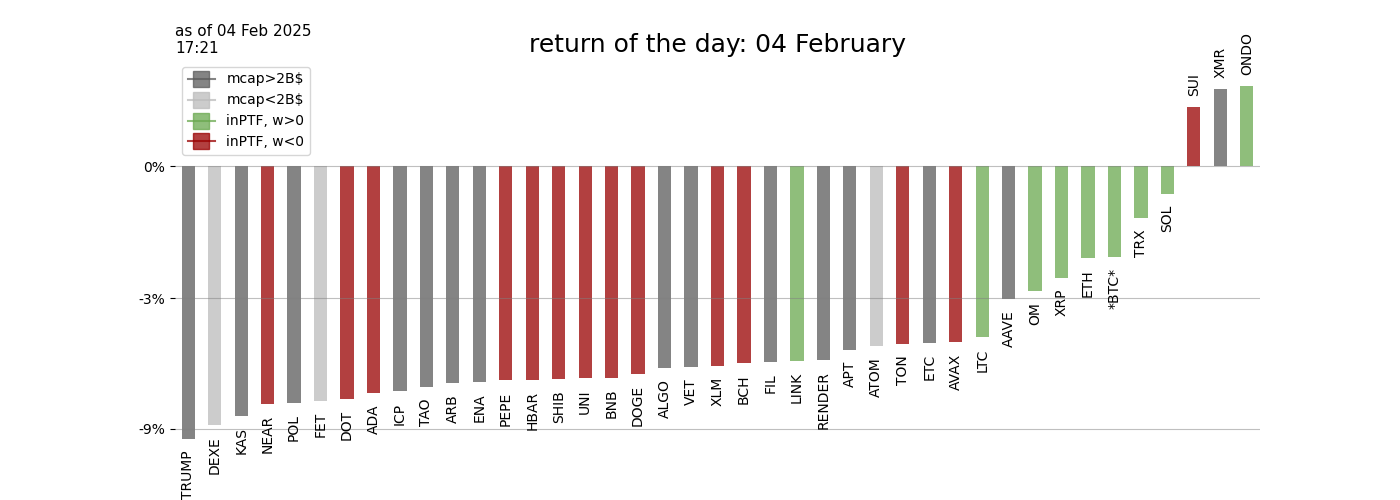 as of 04 Feb 2025
17:21
return of the day: 04 February
mcap>2B$
mcap<2B$
inPTF, w>0
inPTF, w<0
0%
-3%
-9%
TRUMP
DEXE
KAS
NEAR
POL
FET
DOT
ADA
ICP
TAO
ARB
ENA
PEPE
HBAR
SHIB
UNI
BNB
DOGE
ALGO
VET
XLM
BCH
FIL
LINK
RENDER
APT
ATOM
TON
ETC
AVAX
LTC
AAVE
OM
XRP
ETH
*BTC*
TRX
SOL
SUI
XMR
ONDO